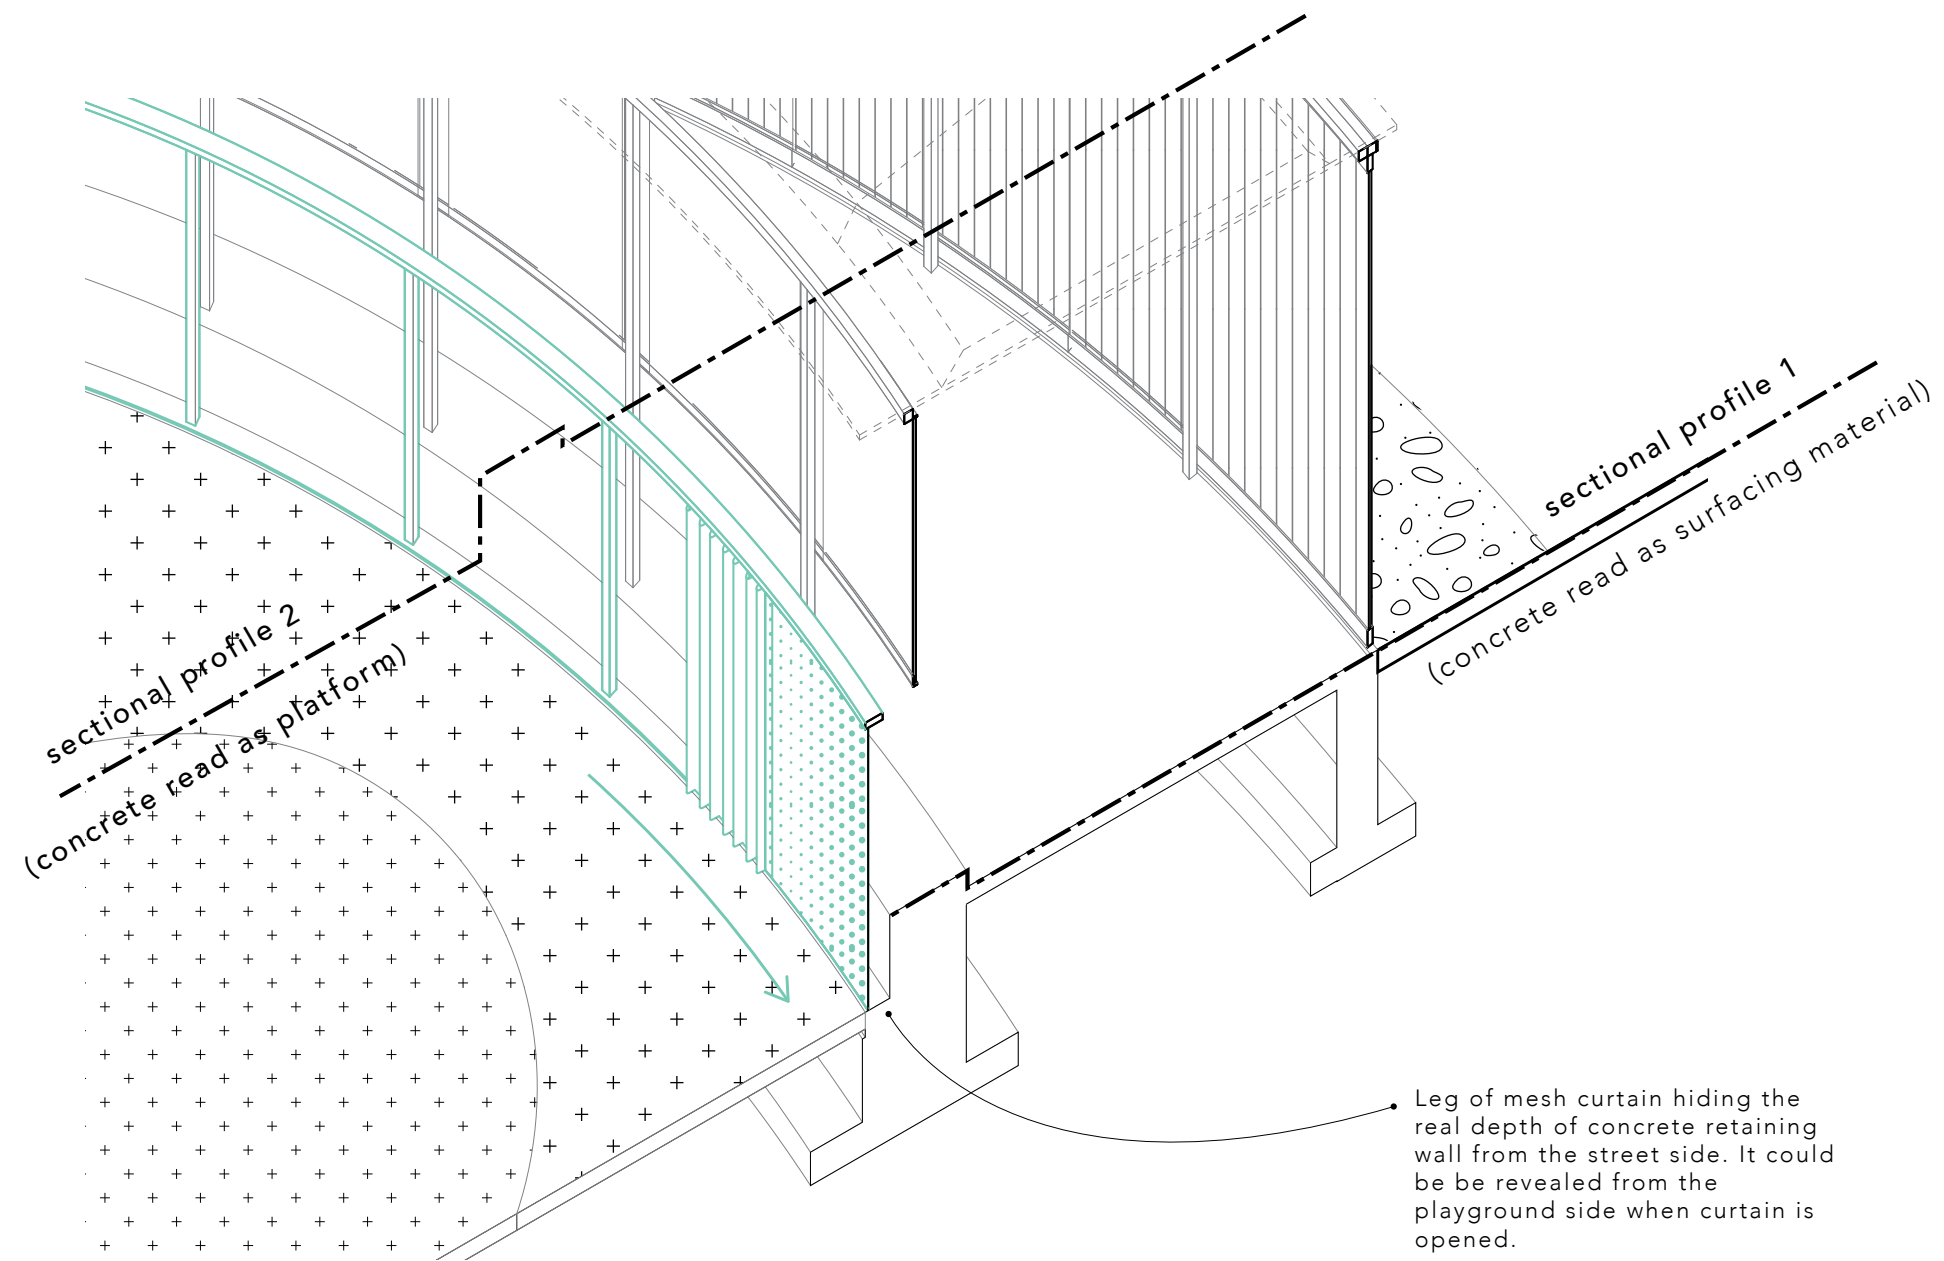 sectional profile 1
(concrete read as surfacing material)
sectional profile 2
(concrete read as platform)
Leg of mesh curtain hiding the
real depth of concrete retaining
wall from the street side. It could
be be revealed from the
playground side when curtain is
opened.